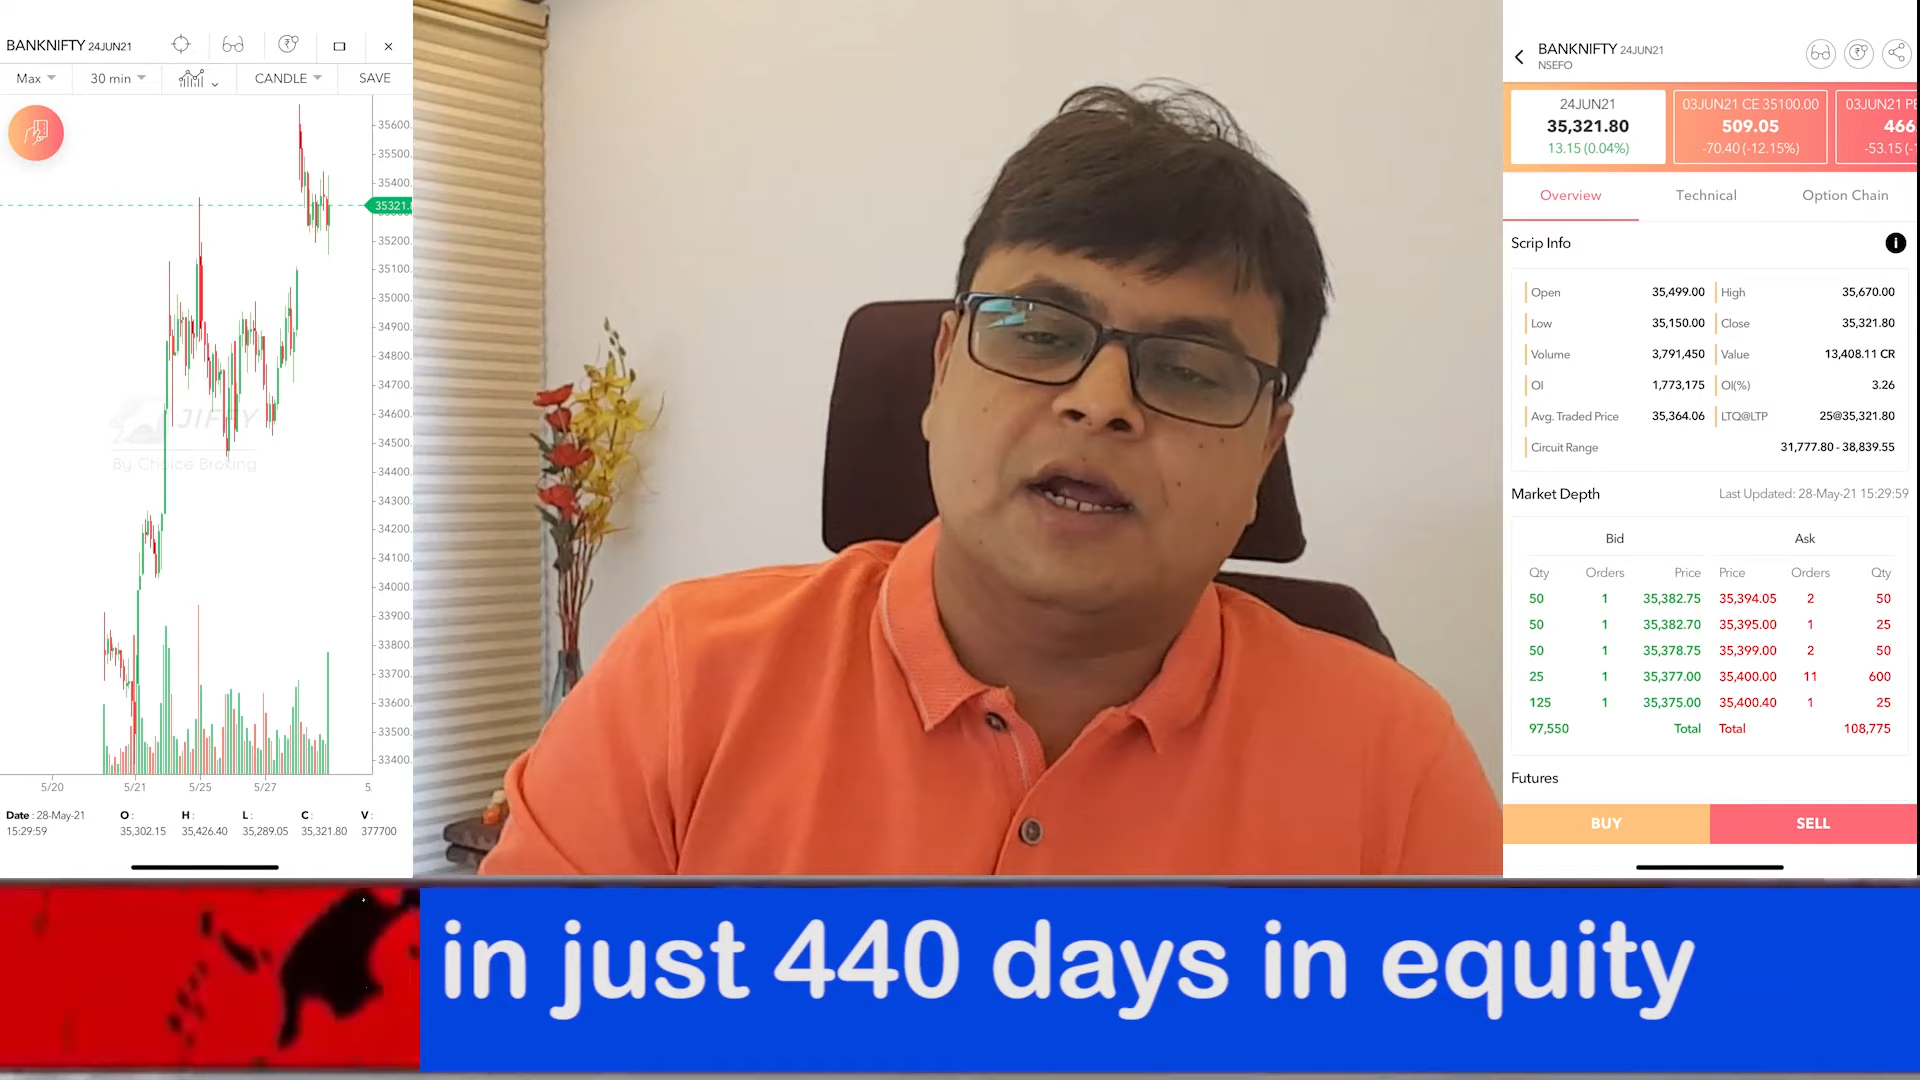 BANKNIFTY 24JUN21
Max
30 min
CANDLE
SAVE
35600.
35500.
35400.
35321.8
35200.
35100.
35000.
34900.
34800.
34700.
34600.
34500.
34400.
34300.
34200.
34100.
34000.
33900.
33800.
33700.
33600.
33500.
33400.
JIFFY
By Choice Broking
5/20
5/21
5/25
5/27
5.
Date : 28-May-21
15:29:59
O :
35,302.15
H :
35,426.40
L :
35,289.05
C :
35,321.80
V :
377700
BANKNIFTY 24JUN21
NSEFO
24JUN21
35,321.80
13.15 (0.04%)
03JUN21 CE 35100.00
509.05
-70.40 (-12.15%)
03JUN21 PE
466.
-53.15 (-
Overview
Technical
Option Chain
Scrip Info
Open 35,499.00 High 35,670.00
Low 35,150.00 Close 35,321.80
Volume 3,791,450 Value 13,408.11 CR
OI 1,773,175 OI(%) 3.26
Avg. Traded Price 35,364.06 LTQ@LTP 25@35,321.80
Circuit Range 31,777.80 - 38,839.55
Market Depth Last Updated: 28-May-21 15:29:59
Bid Ask
Qty Orders Price Price Orders Qty
50 1 35,382.75 35,394.05 2 50
50 1 35,382.70 35,395.00 1 25
50 1 35,378.75 35,399.00 2 50
25 1 35,377.00 35,400.00 11 600
125 1 35,375.00 35,400.40 1 25
97,550 Total Total 108,775
Futures
BUY
SELL
in just 440 days in equity